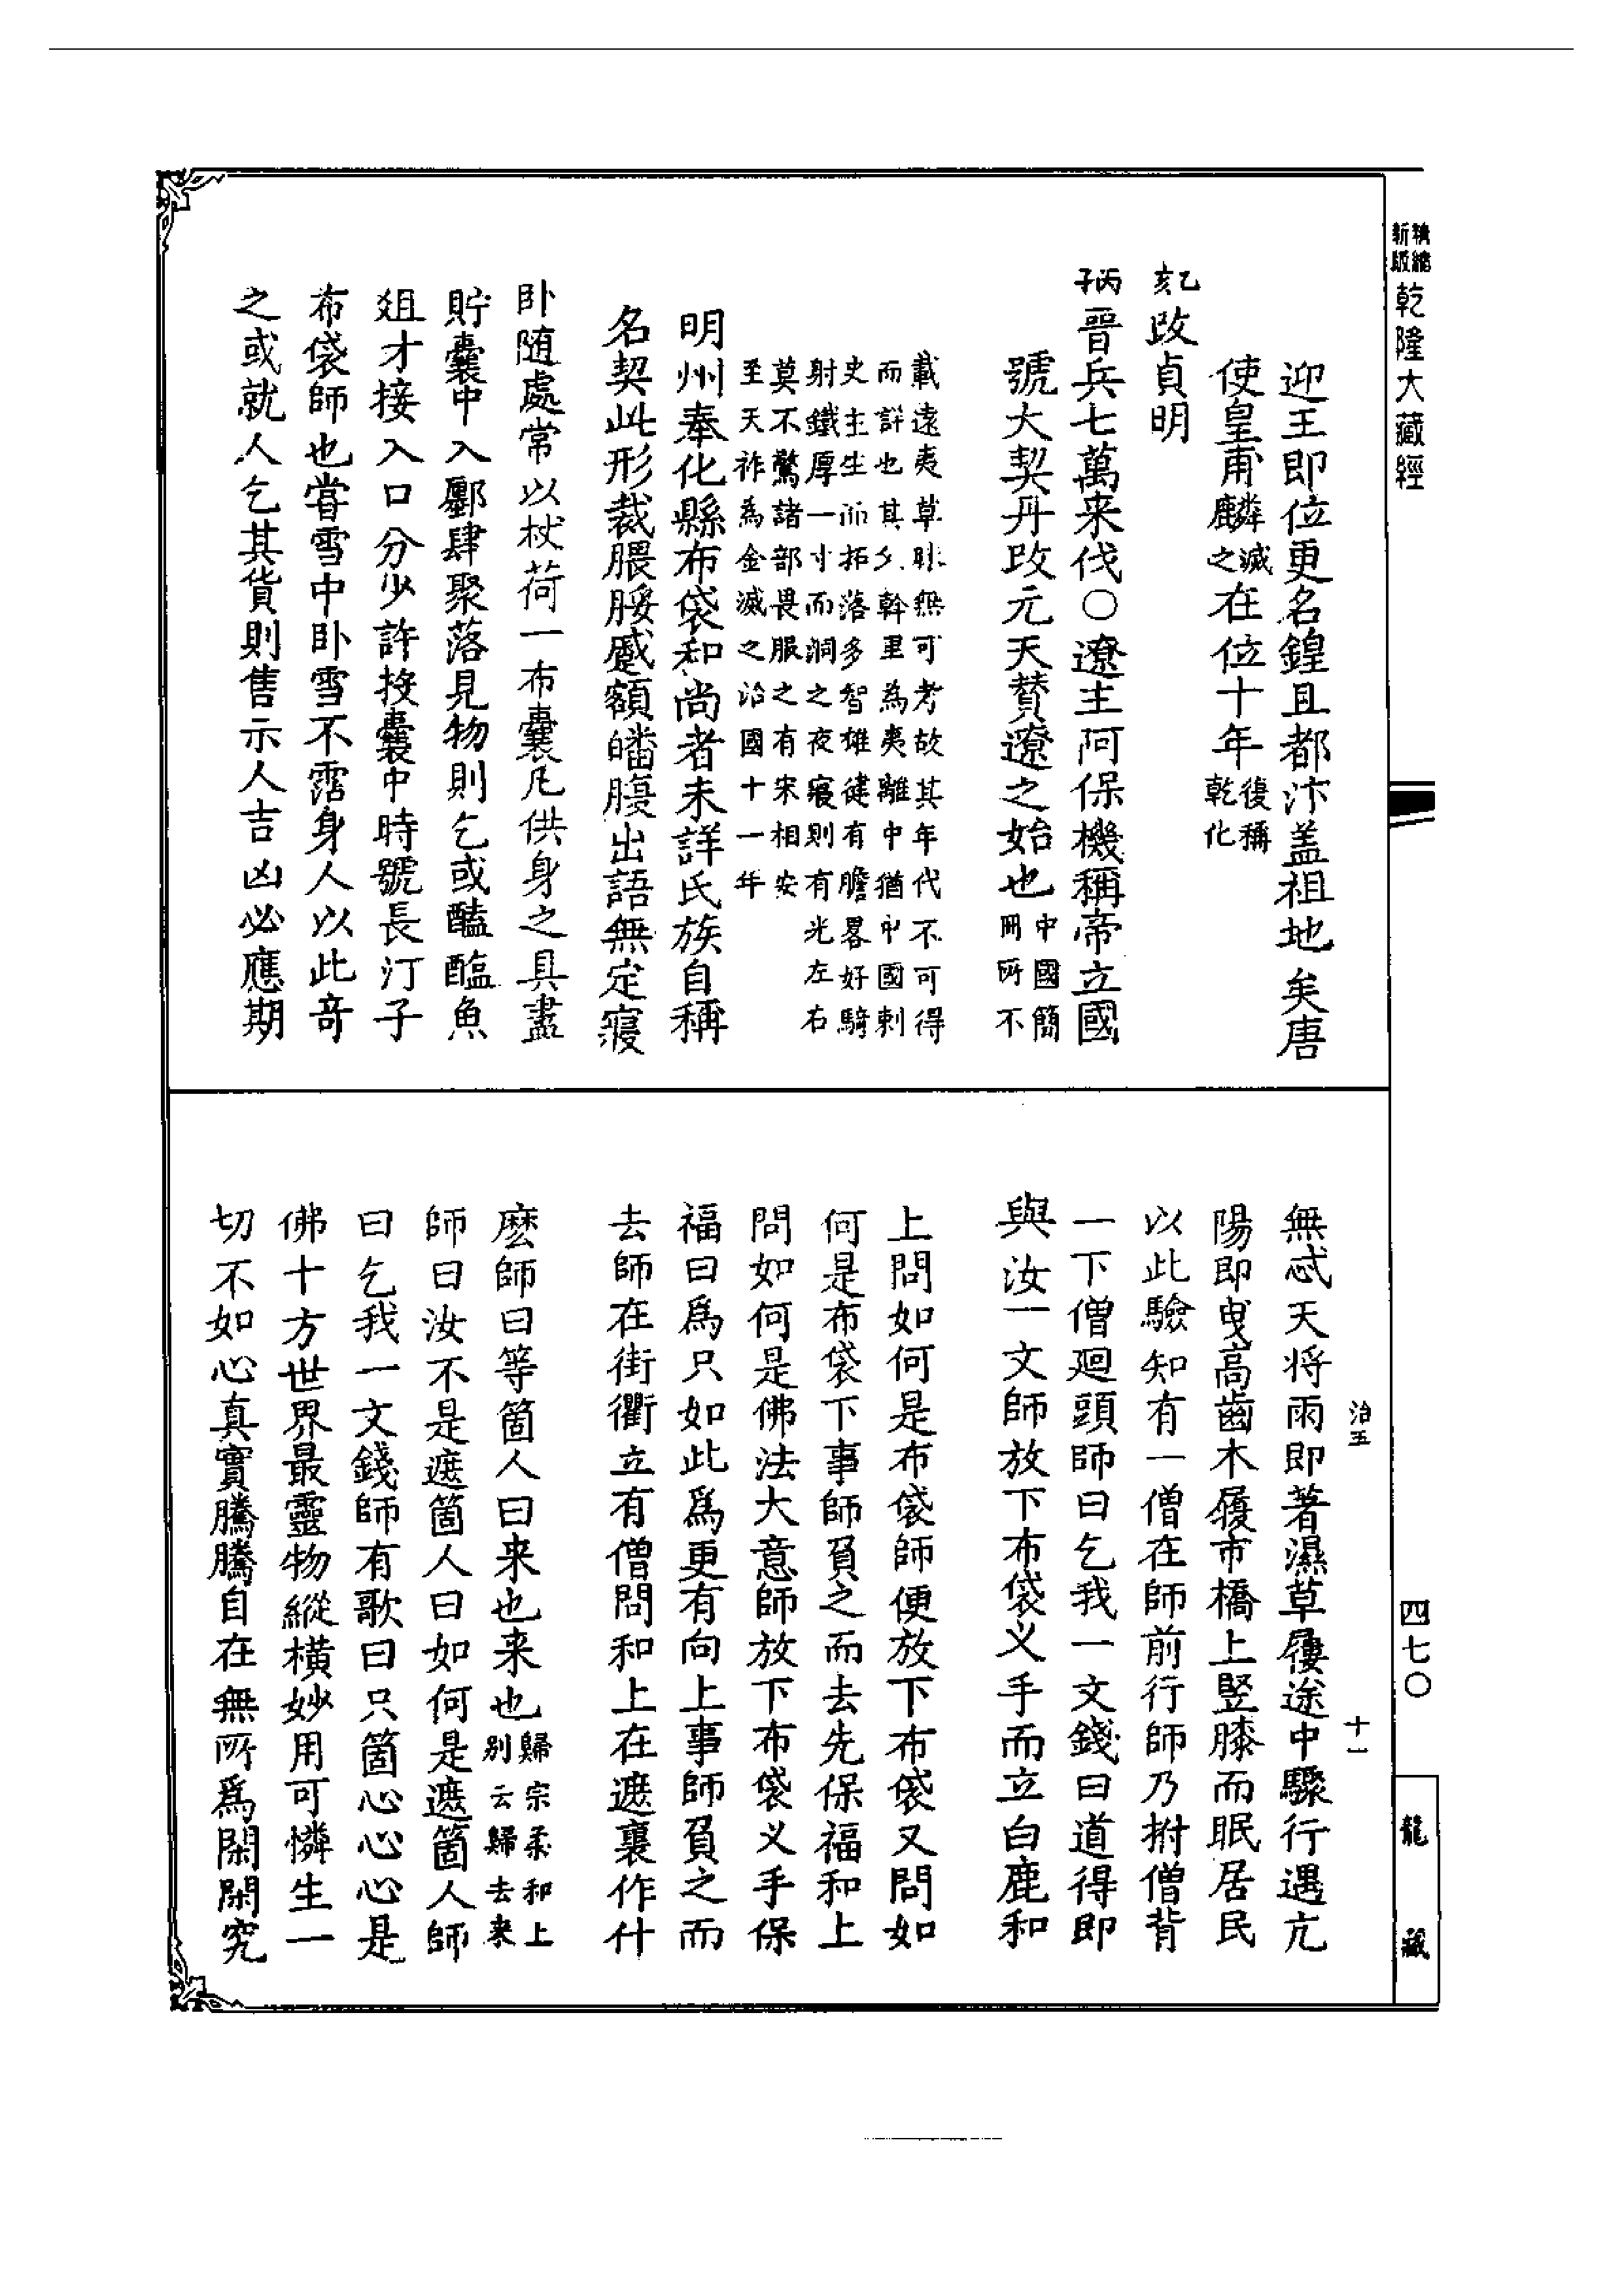 精縮
新版
乾隆大藏經
迎王即位更名鍠且都汴盖祖地矣唐
使皇甫麟滅之在位十年後稱乾化
乙亥改貞明
丙子晉兵七萬来伐〇遼主阿保機稱帝立國
號大契丹改元天贊遼之始也中國簡冊所不
載遠夷草昧無可考故其年代不可得
而詳也其夕幹里為夷離中猶中國刺
史主生而拓落多智雄健有膽畧好騎
射鐵厚一寸而洞之夜寢則有光左右
莫不驚諸部畏服之有宋相安
至天祚為金滅之治國十一年
明州奉化縣布袋和尚者未詳氏族自稱
名契此形裁腲脮蹙額皤腹出語無定寢
卧隨處常以杖荷一布囊凡供身之具盡
貯囊中入鄽肆聚落見物則乞或醯醢魚
爼才接入口分少許投囊中時號長汀子
布袋師也甞雪中卧雪不霑身人以此奇
之或就人乞其貨則售示人吉凶必應期
無忒天将雨即著濕草屨途中驟行遇亢
陽即曳高齒木履市橋上竪膝而眠居民
以此驗知有一僧在師前行師乃拊僧背
一下僧廻頭師曰乞我一文錢曰道得即
與汝一文師放下布袋义手而立白鹿和
上問如何是布袋師便放下布袋又問如
何是布袋下事師負之而去先保福和上
問如何是佛法大意師放下布袋义手保
福曰爲只如此爲更有向上事師負之而
去師在街衢立有僧問和上在遮裏作什
麽師曰等箇人曰来也来也歸宗柔和上別云歸去来
師曰汝不是遮箇人曰如何是遮箇人師
曰乞我一文錢師有歌曰只箇心心心是
佛十方世界最靈物縱横妙用可憐生一
切不如心真實騰騰自在無所爲閑閑究
治五
十一
四七〇
龍藏